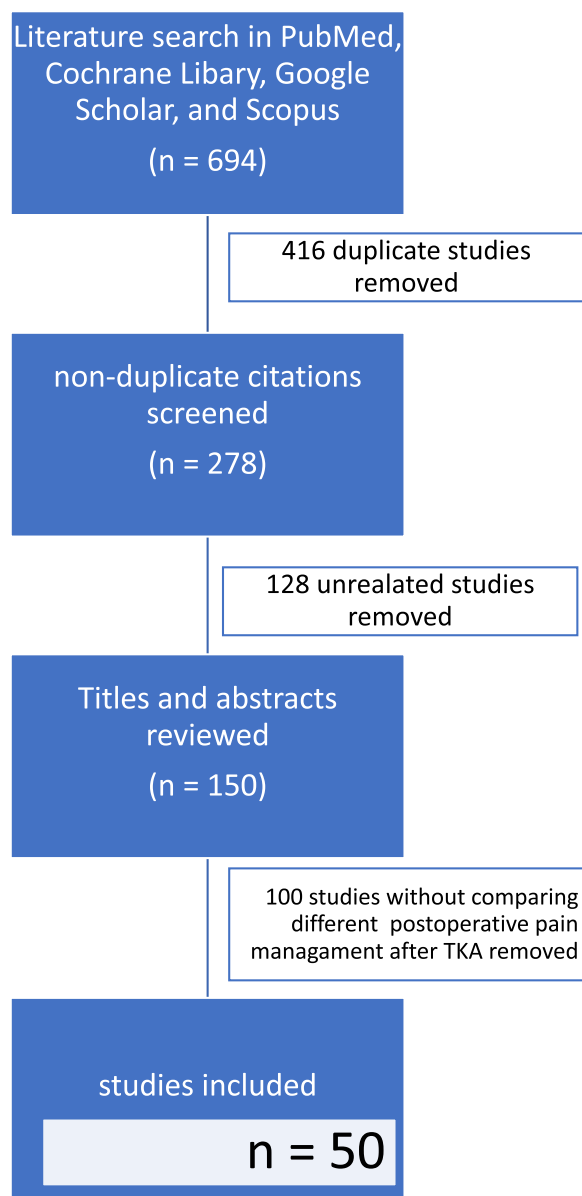 Literature search in PubMed,
Cochrane Libary, Google
Scholar, and Scopus
(n = 694)
416 duplicate studies
removed
non-duplicate citations
screened
(n = 278)
128 unrealated studies
removed
Titles and abstracts
reviewed
(n = 150)
100 studies without comparing
different postoperative pain
managament after TKA removed
studies included
n = 50